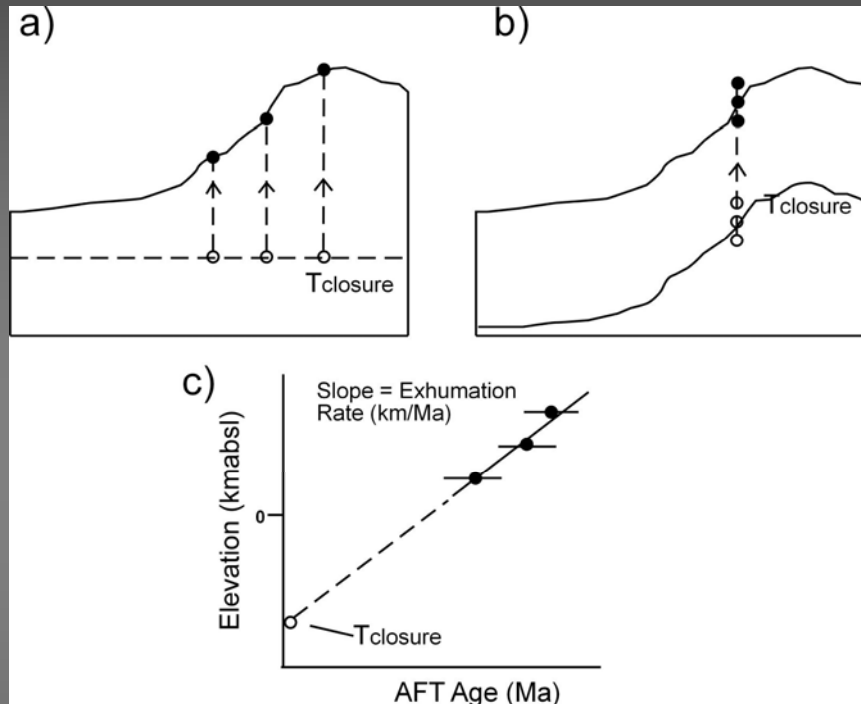 a)
b)
Tclosure
Tclosure
c)
Slope = Exhumation
Rate (km/Ma)
Elevation (kmabsl)
0
Tclosure
AFT Age (Ma)